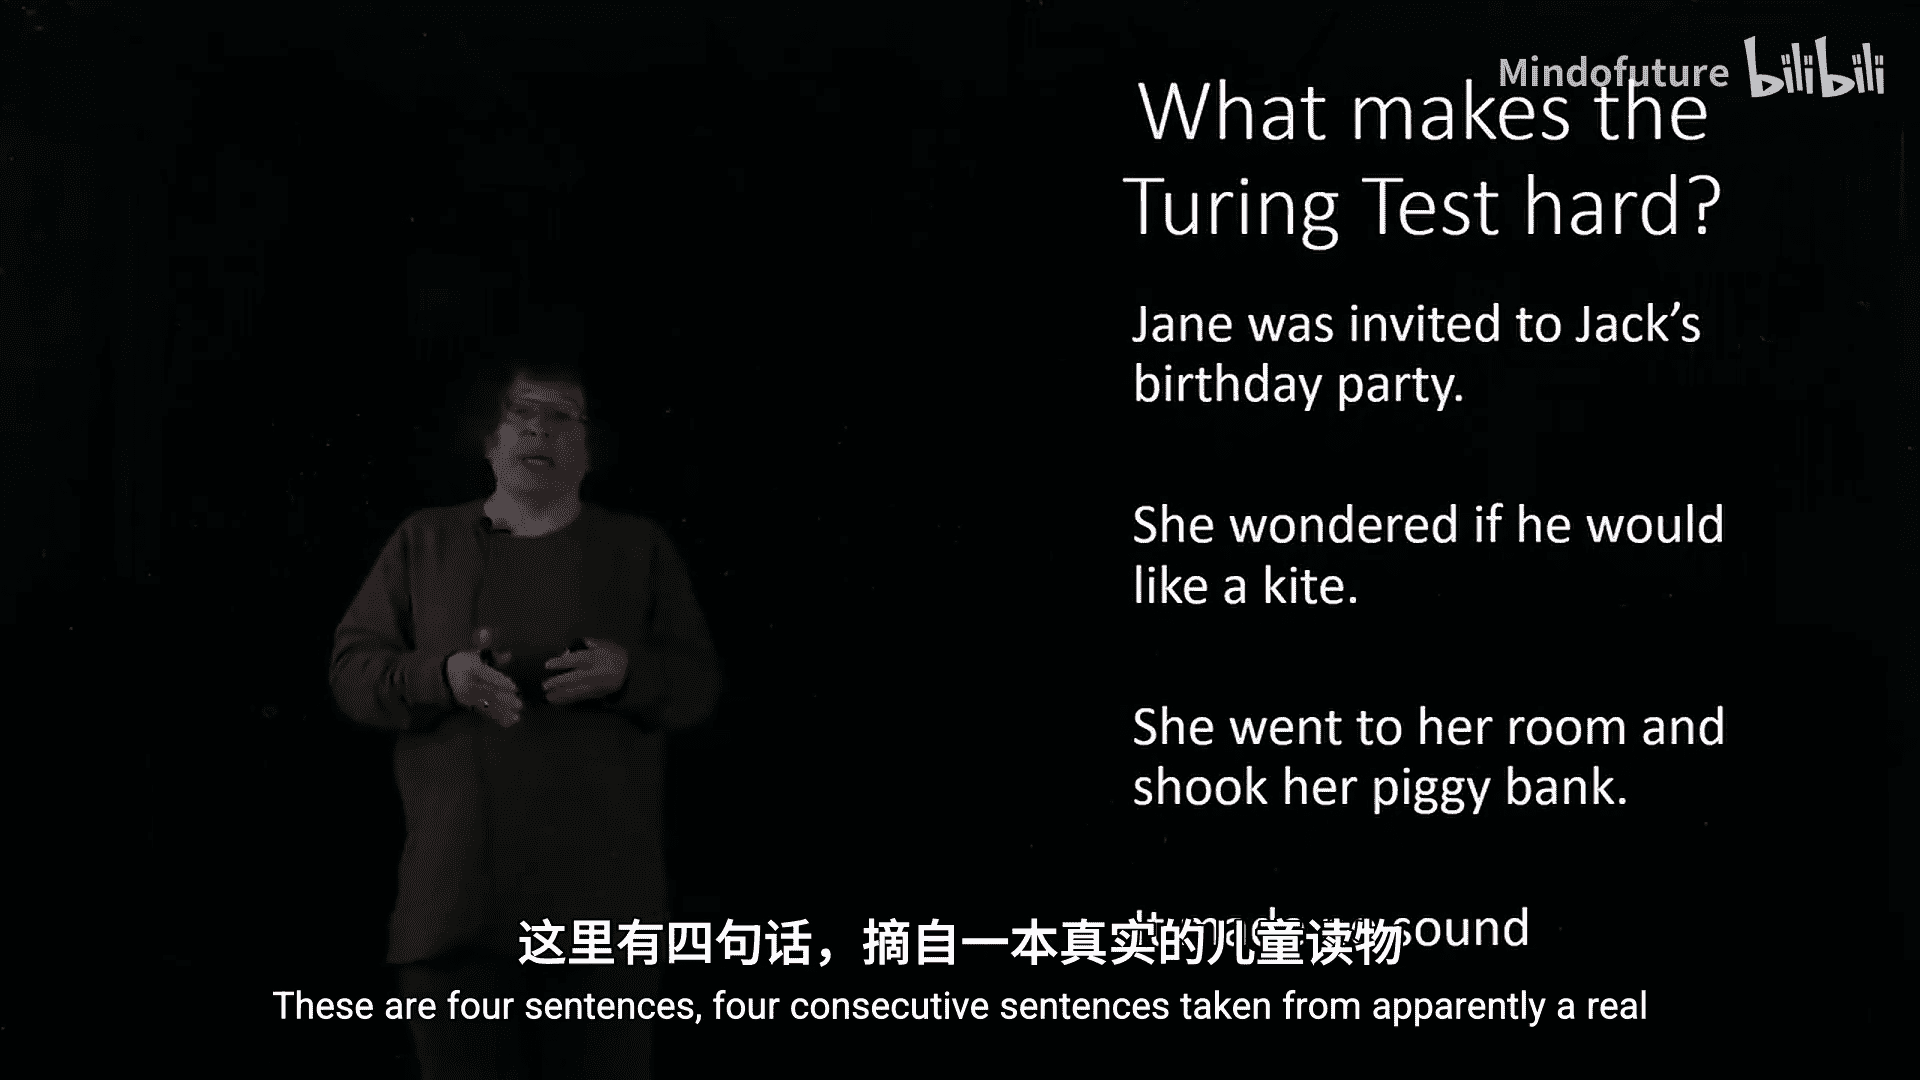 Mindofuture bilibili
What makes the
Turing Test hard?
Jane was invited to Jack’s
birthday party.
She wondered if he would
like a kite.
She went to her room and
shook her piggy bank.
sound
这里有四句话，摘自一本真实的儿童读物
These are four sentences, four consecutive sentences taken from apparently a real